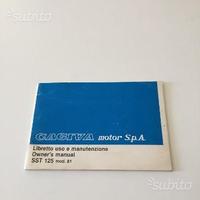 subito
CAGIVA motor S.p.A.
Libretto uso e manutenzione
Owner's manual
SST 125 mod. 81
subito